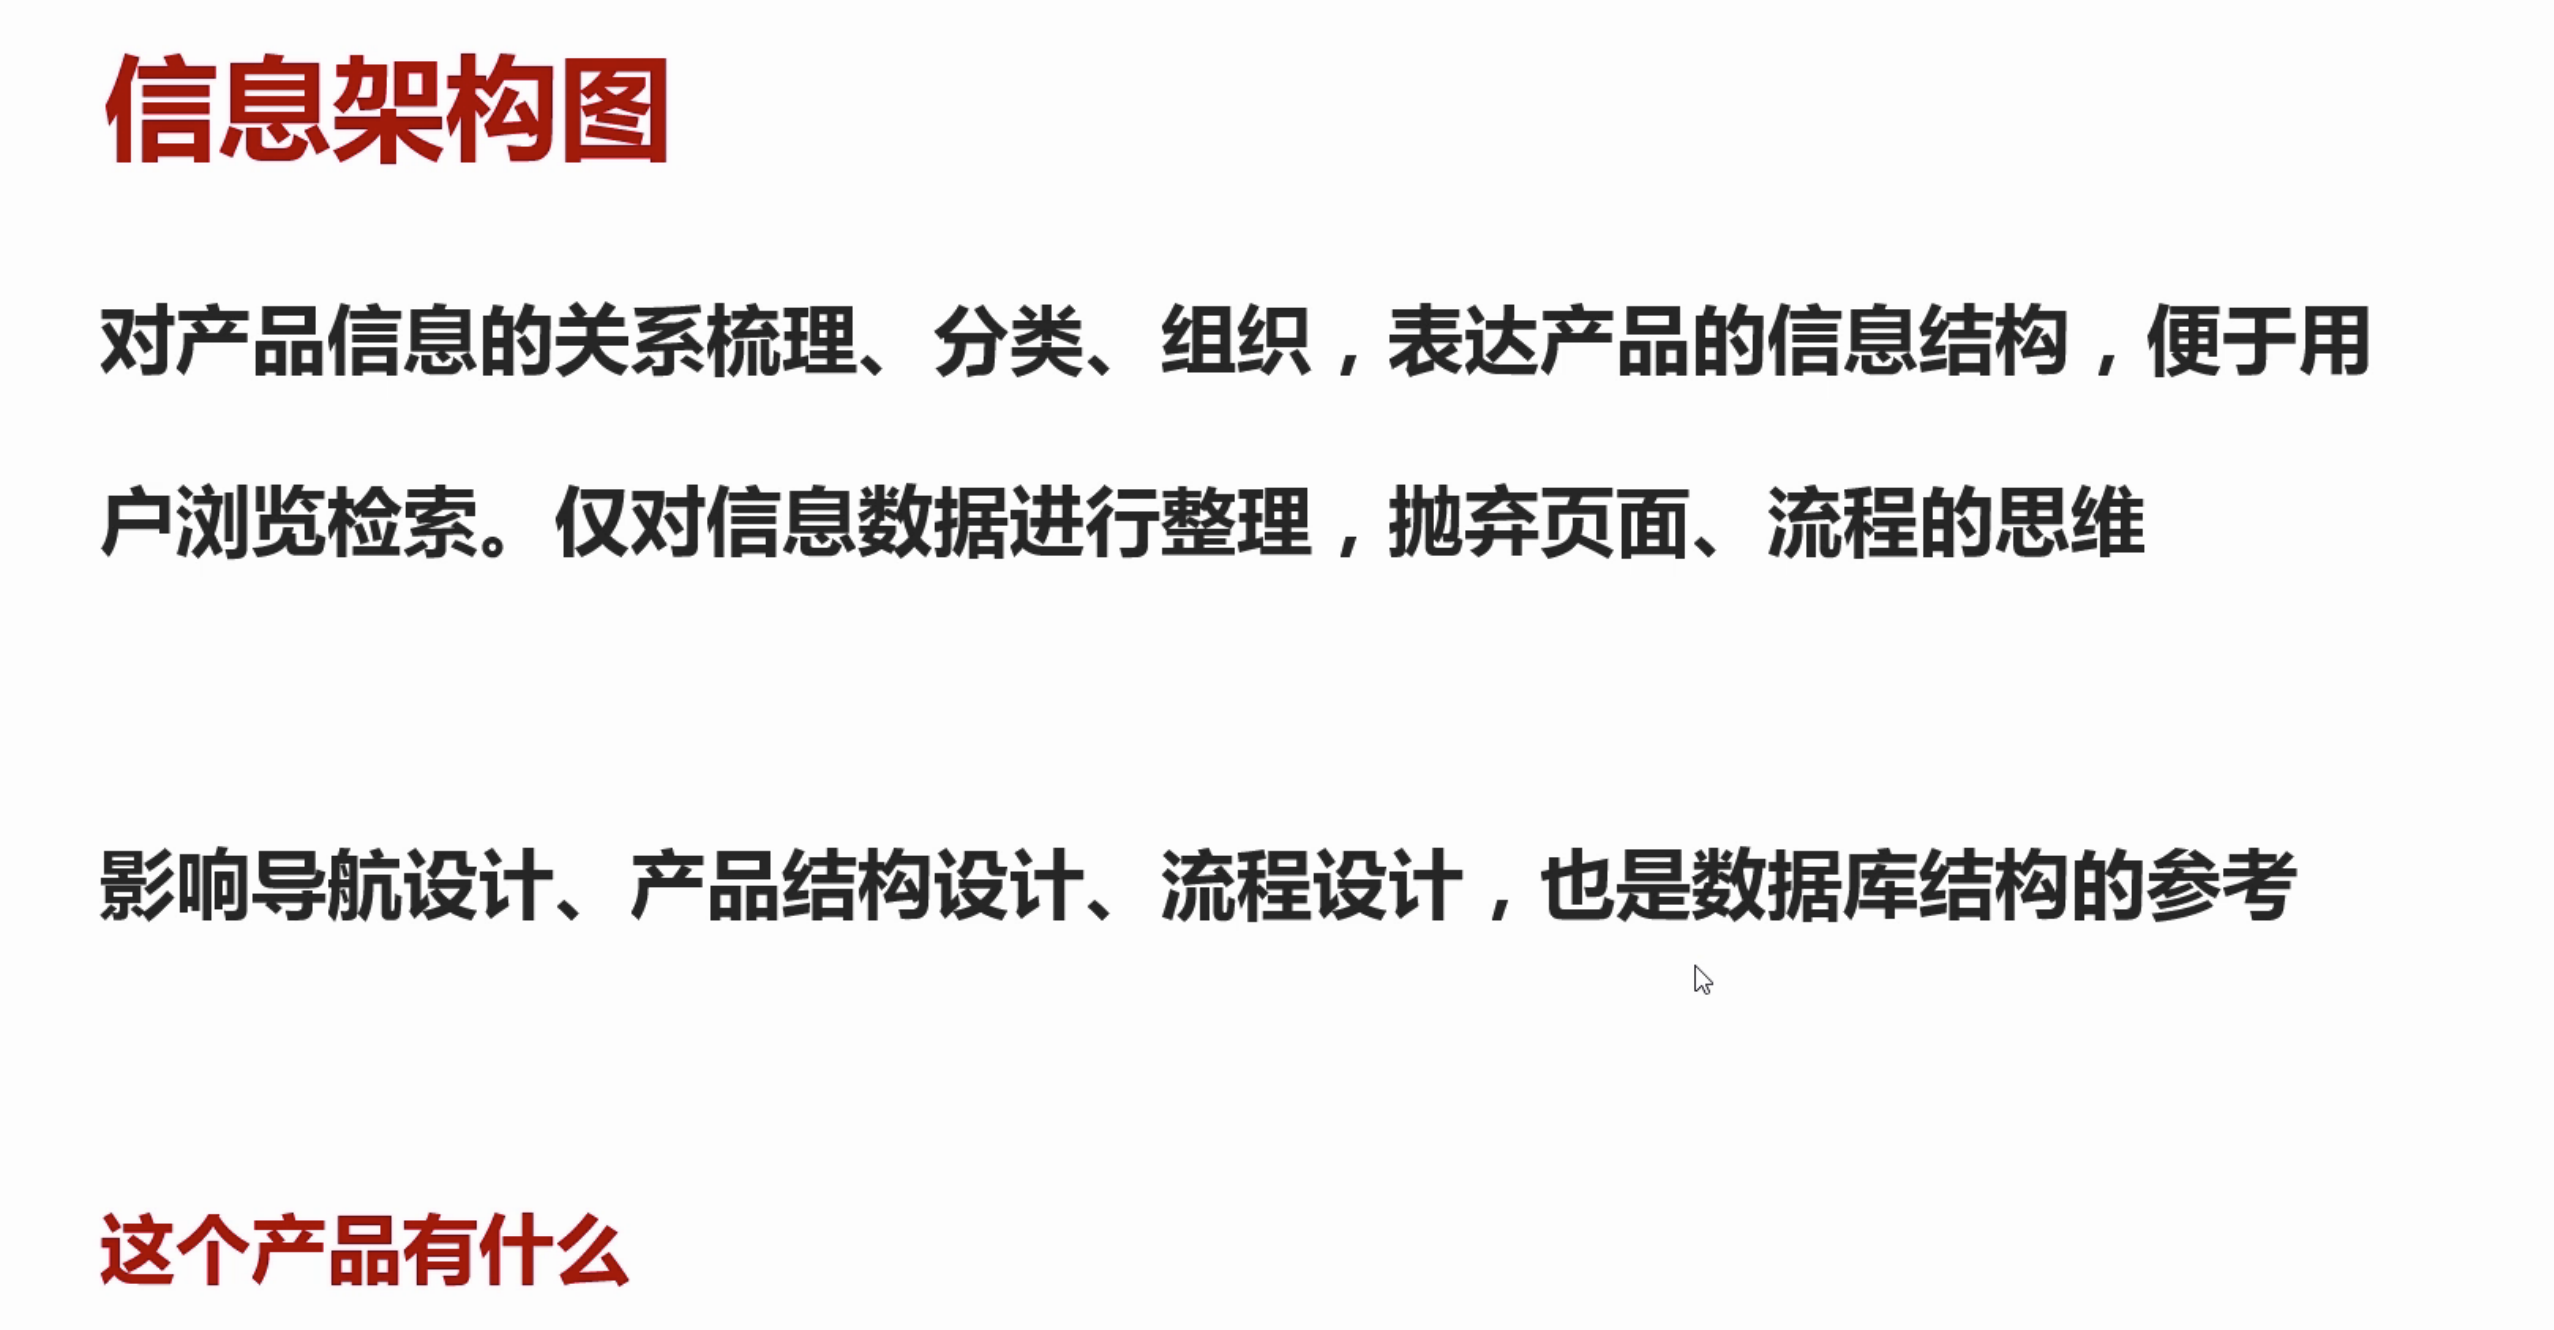 信息架构图
对产品信息的关系梳理、分类、组织，表达产品的信息结构，便于用
户浏览检索。仅对信息数据进行整理，抛弃页面、流程的思维
影响导航设计、产品结构设计、流程设计，也是数据库结构的参考
这个产品有什么